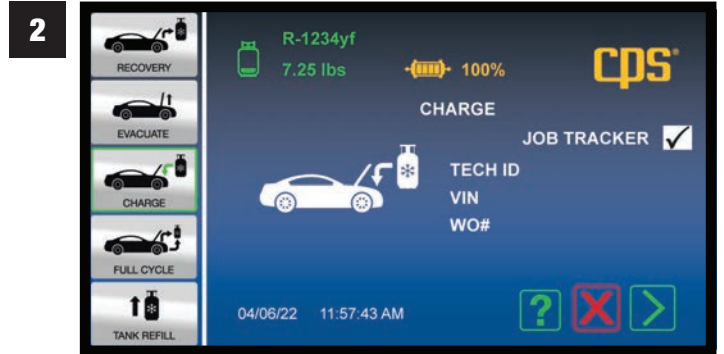 2
RECOVERY
EVACUATE
CHARGE
FULL CYCLE
TANK REFILL
R-1234yf
7.25 lbs
100%
cps®
CHARGE
JOB TRACKER
TECH ID
VIN
WO#
04/06/22 11:57:43 AM
?